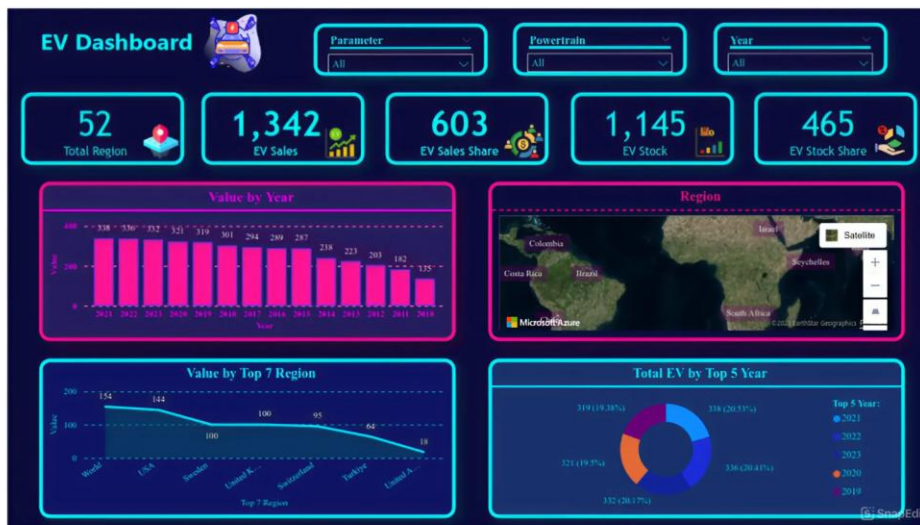 EV Dashboard
Parameter
All
Powertrain
All
Year
All
52
Total Region
1,342
EV Sales
603
EV Sales Share
1,145
EV Stock
465
EV Stock Share
Value by Year
400
200
0
Value
338 336 332 321 319 301 294 289 287 238 223 203 182 135
2021 2022 2023 2020 2019 2018 2017 2016 2015 2014 2013 2012 2011 2010
Year
Region
Colombia
Costa Rica
Brazil
Israel
Seychelles
South Africa
Satellite
Microsoft Azure
EarthStar Geographics
Value by Top 7 Region
200
100
0
Value
154 144 100 100 95 64 18
World USA Sweden United K... Switzerland Turkiye United A...
Top 7 Region
Total EV by Top 5 Year
319 (19.38%)
338 (20.53%)
321 (19.5%)
336 (20.41%)
332 (20.17%)
Top 5 Year:
2021
2022
2023
2020
2019